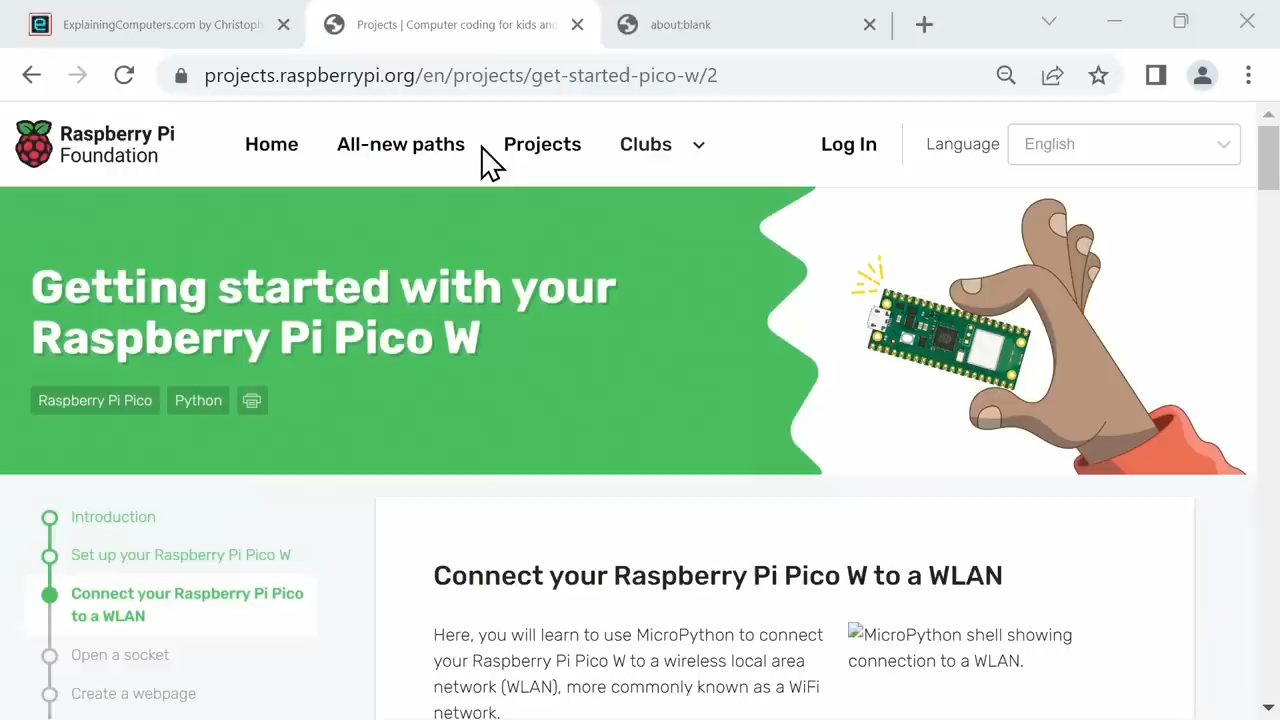 ExplainingComputers.com by Christoph
Projects | Computer coding for kids and
about:blank
projects.raspberrypi.org/en/projects/get-started-pico-w/2
Raspberry Pi
Foundation
Home
All-new paths
Projects
Clubs
Log In
Language
English
Getting started with your
Raspberry Pi Pico W
Raspberry Pi Pico
Python
Introduction
Set up your Raspberry Pi Pico W
Connect your Raspberry Pi Pico
to a WLAN
Open a socket
Create a webpage
Connect your Raspberry Pi Pico W to a WLAN
Here, you will learn to use MicroPython to connect
your Raspberry Pi Pico W to a wireless local area
network (WLAN), more commonly known as a WiFi
network.
MicroPython shell showing
connection to a WLAN.